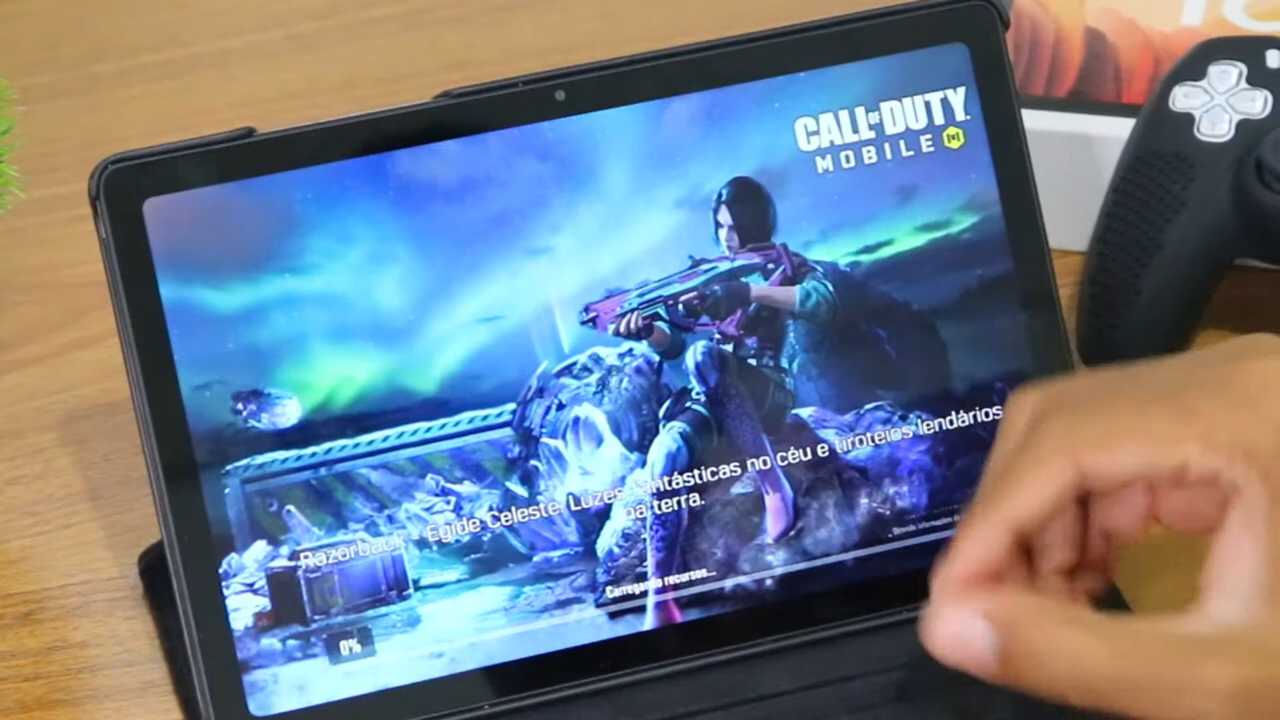 CALL OF DUTY
MOBILE
Razorback - Egide Celeste. Luzes fantásticas no céu e tiroteios lendários
na terra.
Carregando recursos...
0%